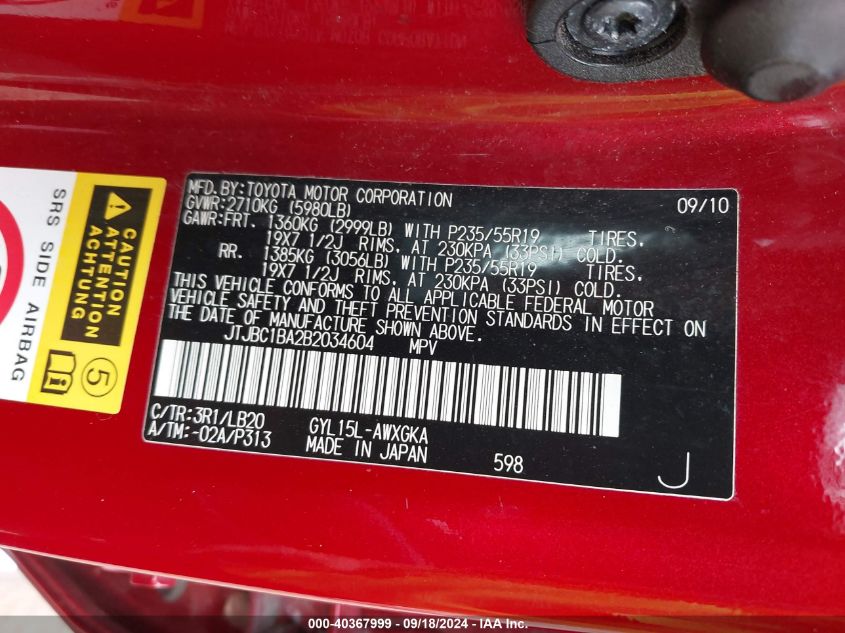 MFD.BY:TOYOTA MOTOR CORPORATION 09/10
GVWR:2710KG (5980LB)
GAWR:FRT. 1360KG (2999LB) WITH P235/55R19 TIRES.
19X7 1/2J RIMS. AT 230KPA (33PSI) COLD.
RR. 1385KG (3056LB) WITH P235/55R19 TIRES.
19X7 1/2J RIMS. AT 230KPA (33PSI) COLD.
THIS VEHICLE CONFORMS TO ALL APPLICABLE FEDERAL MOTOR
VEHICLE SAFETY AND THEFT PREVENTION STANDARDS IN EFFECT ON
THE DATE OF MANUFACTURE SHOWN ABOVE.
JTJBC1BA2B2034604 MPV
C/TR:3R1/LB20 GYL15L-AWXGKA
A/TM:-02A/P313 MADE IN JAPAN
598 J
SRS SIDE AIRBAG
CAUTION
ATTENTION
ACHTUNG
5
000-40367999 - 09/18/2024 - IAA Inc.